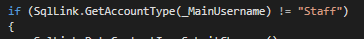 if (SqlLink.GetAccountType(_MainUsername) != "Staff")
{